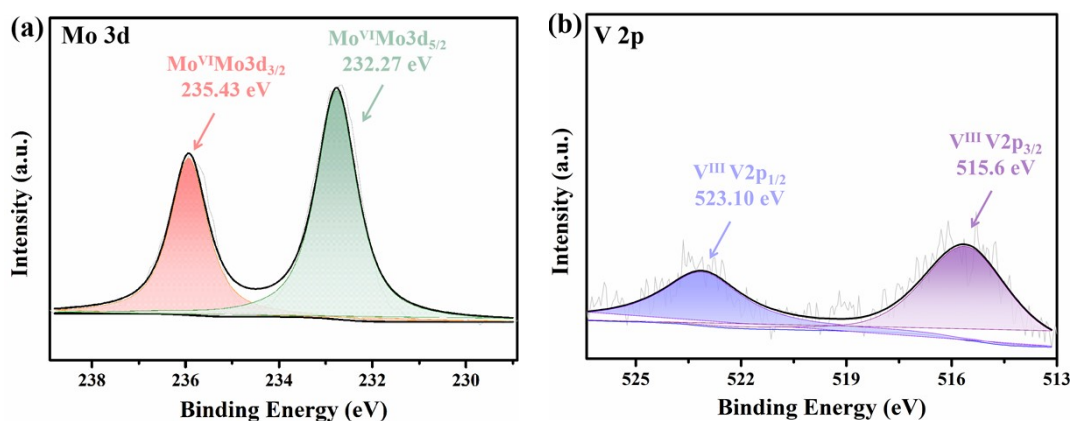 (a)
Mo 3d
Mo^VI Mo3d_3/2
235.43 eV
Mo^VI Mo3d_5/2
232.27 eV
Intensity (a.u.)
238 236 234 232 230
Binding Energy (eV)
(b)
V 2p
V^III V2p_1/2
523.10 eV
V^III V2p_3/2
515.6 eV
Intensity (a.u.)
525 522 519 516 513
Binding Energy (eV)